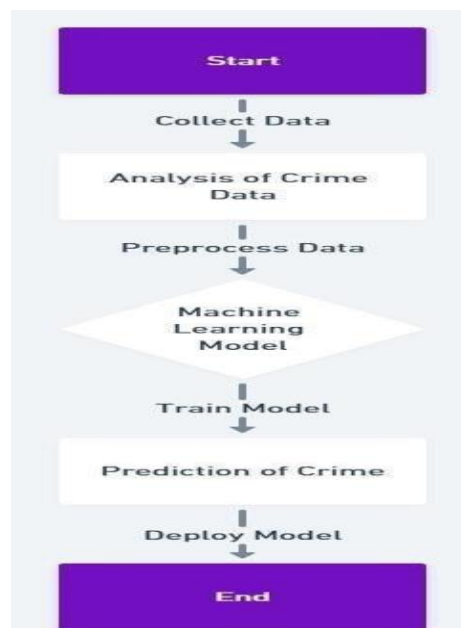 Start
Collect Data
Analysis of Crime
Data
Preprocess Data
Machine
Learning
Model
Train Model
Prediction of Crime
Deploy Model
End